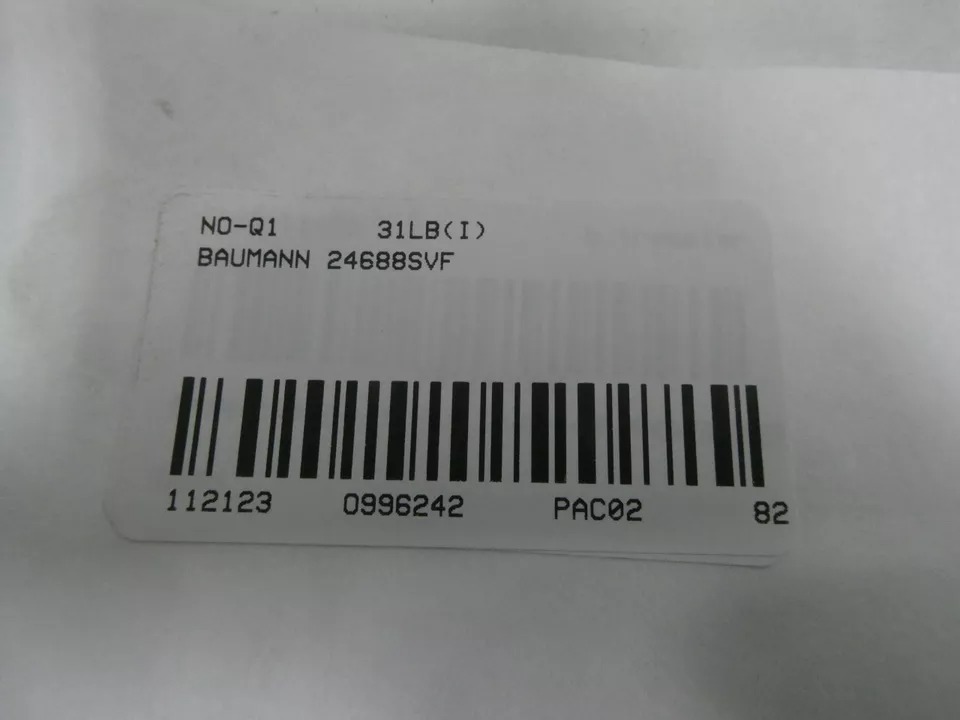 NO-Q1 31LB(I)
BAUMANN 24688SVF
112123 0996242 PAC02 82